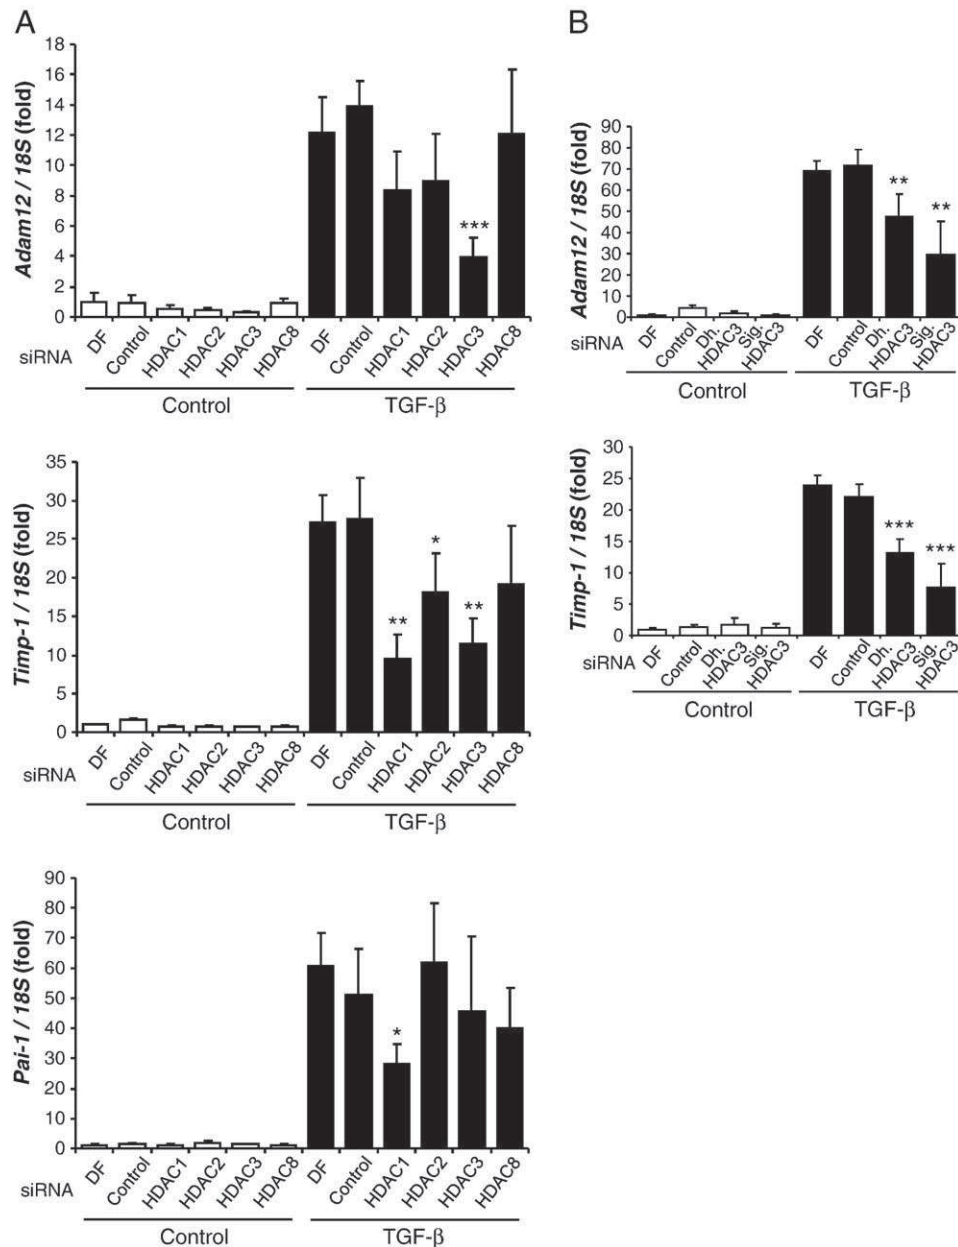 A
Adam12 / 18S (fold)
18
16
14
12
10
8
6
4
2
0
***
siRNA
DF Control HDAC1 HDAC2 HDAC3 HDAC8 DF Control HDAC1 HDAC2 HDAC3 HDAC8
Control TGF-β
Timp-1 / 18S (fold)
35
30
25
20
15
10
5
0
** * **
siRNA
DF Control HDAC1 HDAC2 HDAC3 HDAC8 DF Control HDAC1 HDAC2 HDAC3 HDAC8
Control TGF-β
Pai-1 / 18S (fold)
90
80
70
60
50
40
30
20
10
0
*
siRNA
DF Control HDAC1 HDAC2 HDAC3 HDAC8 DF Control HDAC1 HDAC2 HDAC3 HDAC8
Control TGF-β
B
Adam12 / 18S (fold)
90
80
70
60
50
40
30
20
10
0
** **
siRNA
DF Control Dh. HDAC3 Sig. HDAC3 DF Control Dh. HDAC3 Sig. HDAC3
Control TGF-β
Timp-1 / 18S (fold)
30
25
20
15
10
5
0
*** ***
siRNA
DF Control Dh. HDAC3 Sig. HDAC3 DF Control Dh. HDAC3 Sig. HDAC3
Control TGF-β